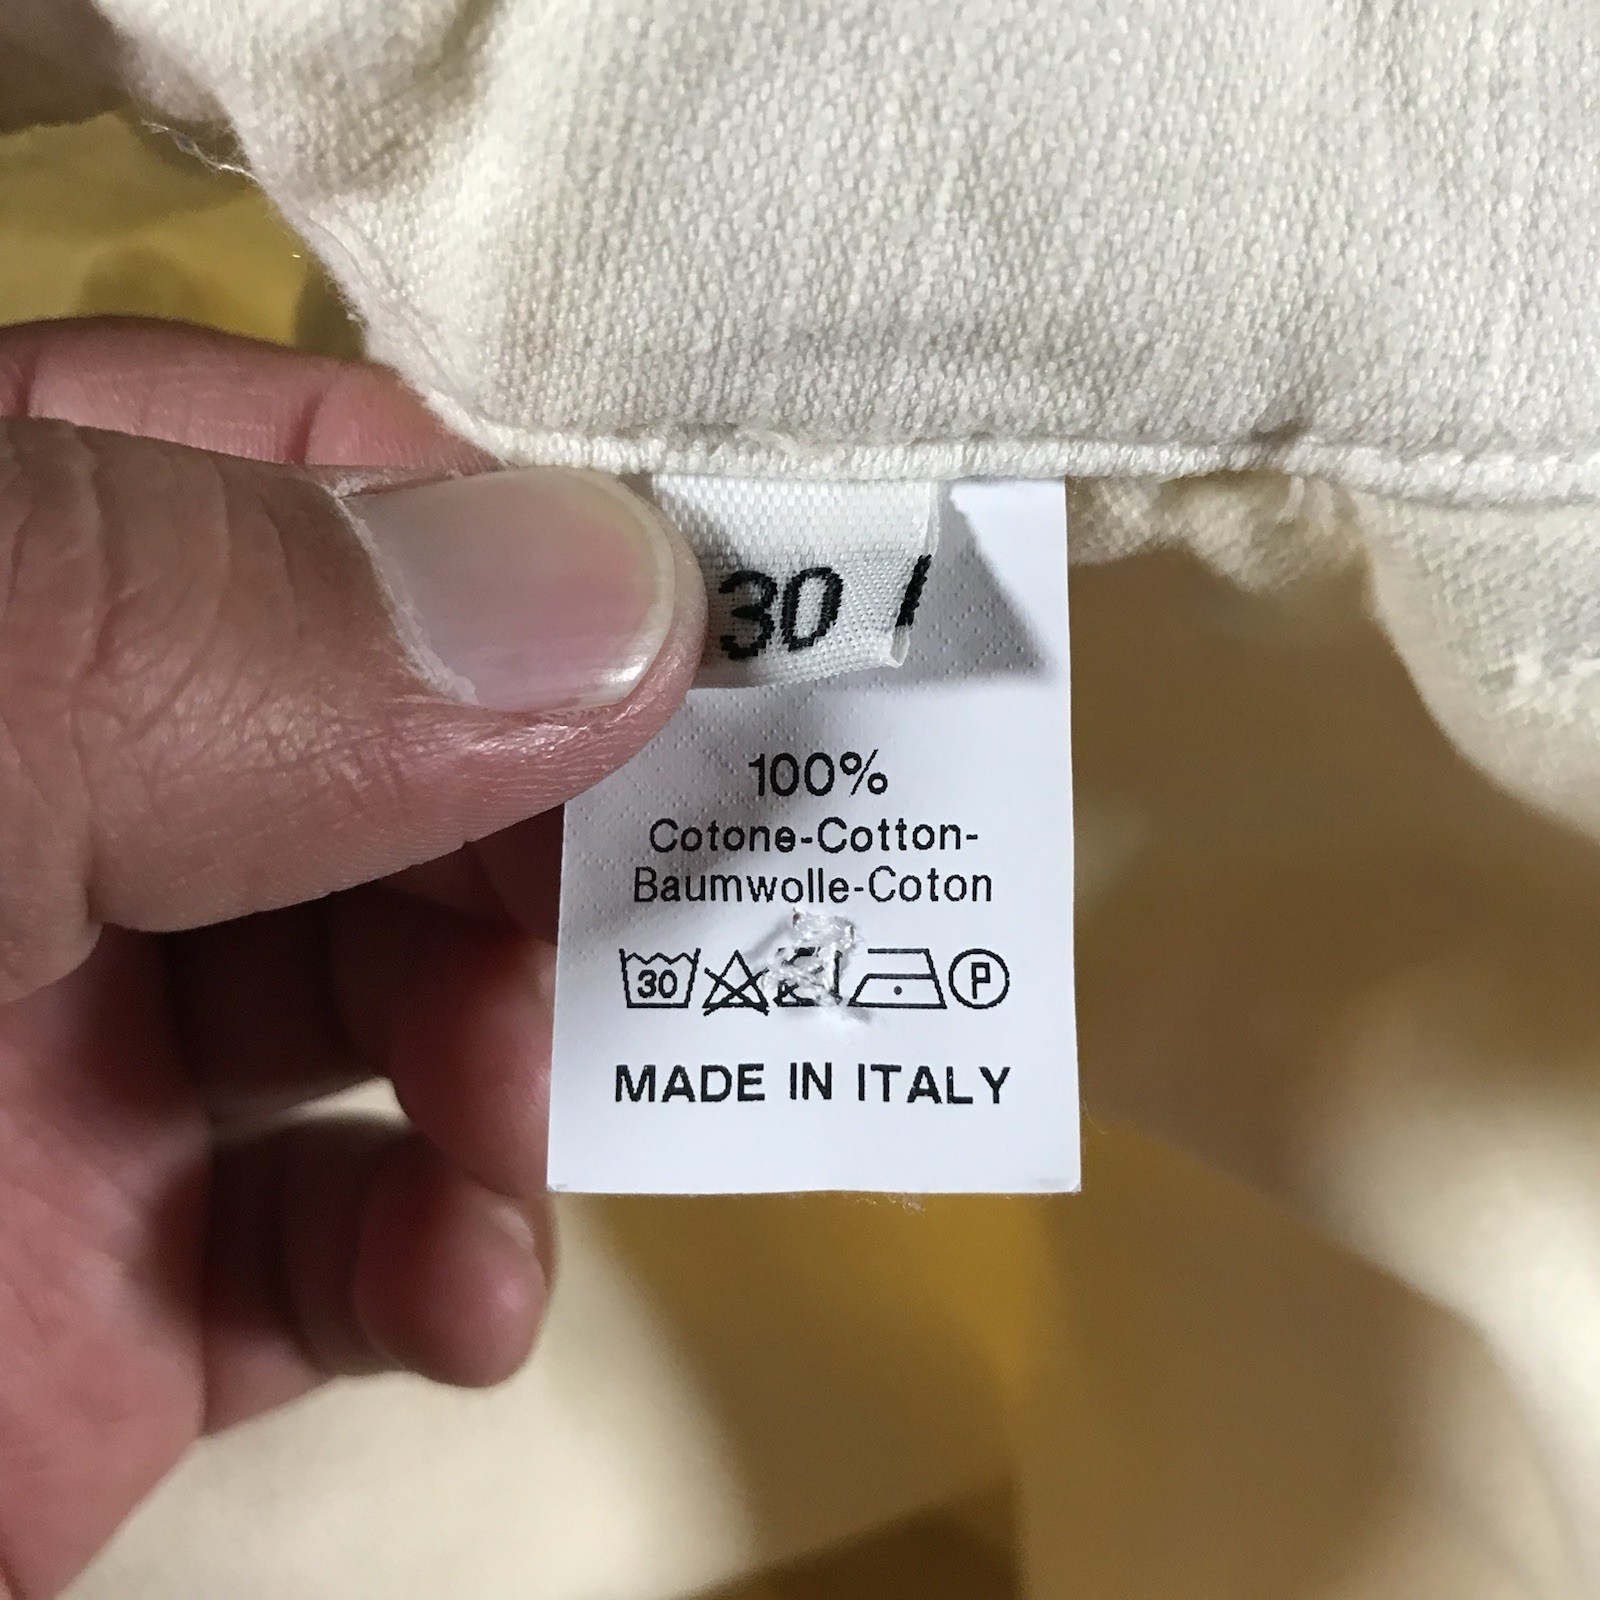 30 I
100%
Cotone-Cotton-
Baumwolle-Coton
30 P
MADE IN ITALY